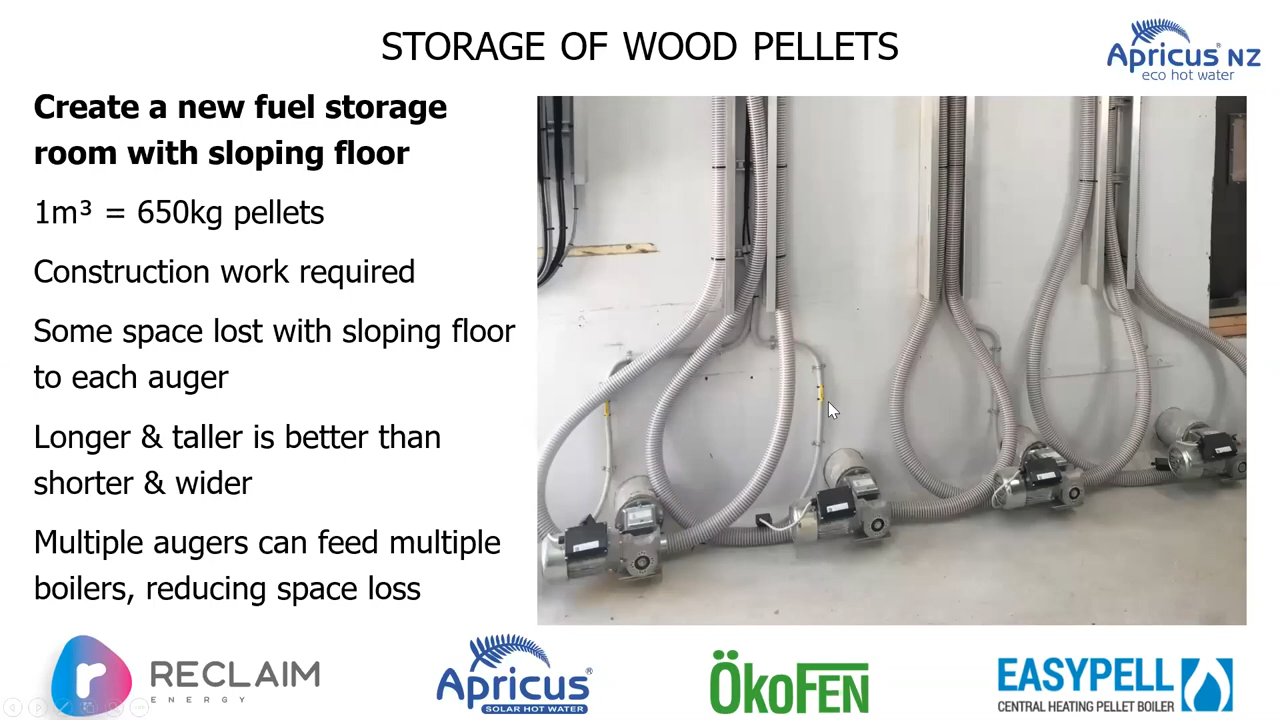 STORAGE OF WOOD PELLETS
Apricus® NZ
eco hot water
Create a new fuel storage
room with sloping floor
1m³ = 650kg pellets
Construction work required
Some space lost with sloping floor
to each auger
Longer & taller is better than
shorter & wider
Multiple augers can feed multiple
boilers, reducing space loss
r RECLAIM
ENERGY
Apricus®
SOLAR HOT WATER
ÖkoFEN
EASYPELL
CENTRAL HEATING PELLET BOILER